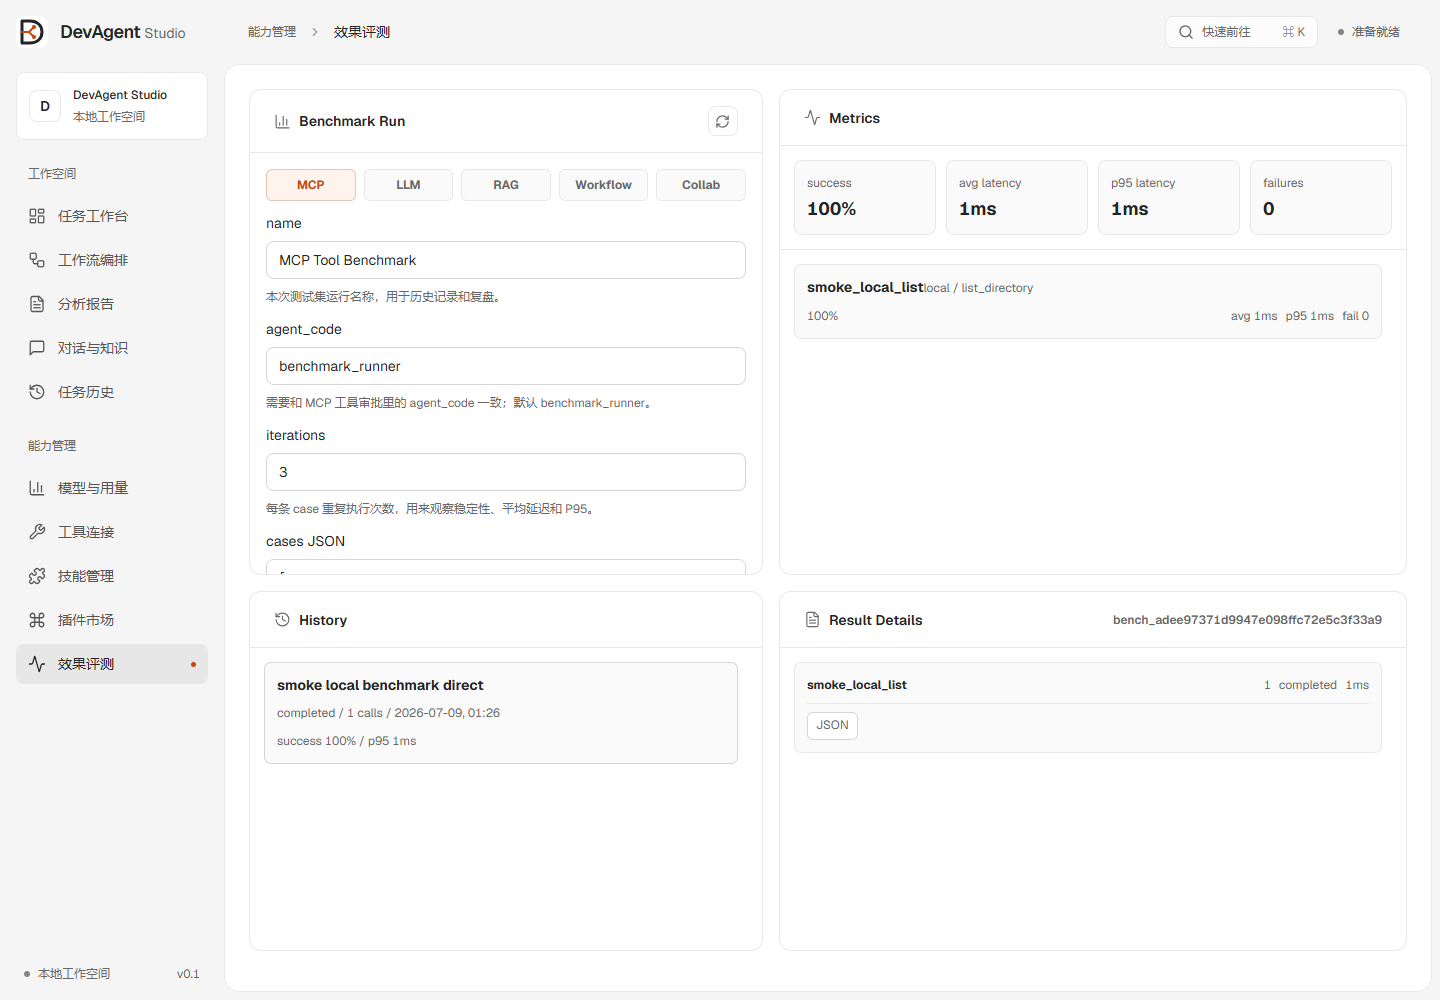 DevAgent Studio
能力管理 > 效果评测
快速前往 ⌘ K
准备就绪
D
DevAgent Studio
本地工作空间
工作空间
任务工作台
工作流编排
分析报告
对话与知识
任务历史
能力管理
模型与用量
工具连接
技能管理
插件市场
效果评测
本地工作空间 v0.1
Benchmark Run
MCP LLM RAG Workflow Collab
name
MCP Tool Benchmark
本次测试集运行名称，用于历史记录和复盘。
agent_code
benchmark_runner
需要和 MCP 工具审批里的 agent_code 一致；默认 benchmark_runner。
iterations
3
每条 case 重复执行次数，用来观察稳定性、平均延迟和 P95。
cases JSON
Metrics
success
100%
avg latency
1ms
p95 latency
1ms
failures
0
smoke_local_list local / list_directory
100% avg 1ms p95 1ms fail 0
History
smoke local benchmark direct
completed / 1 calls / 2026-07-09, 01:26
success 100% / p95 1ms
Result Details bench_adee97371d9947e098ffc72e5c3f33a9
smoke_local_list 1 completed 1ms
JSON